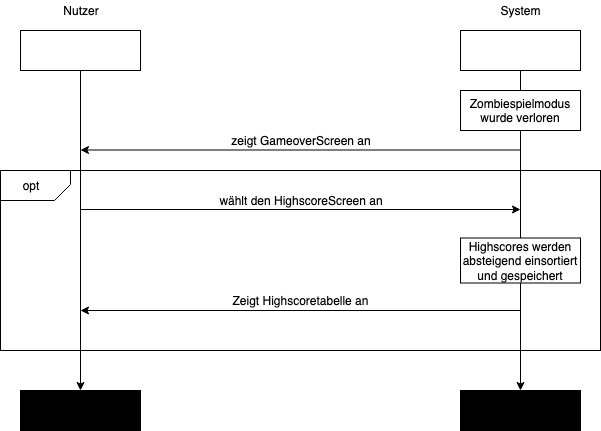 Nutzer
System
Zombiespielmodus
wurde verloren
zeigt GameoverScreen an
opt
wählt den HighscoreScreen an
Highscores werden
absteigend einsortiert
und gespeichert
Zeigt Highscoretabelle an